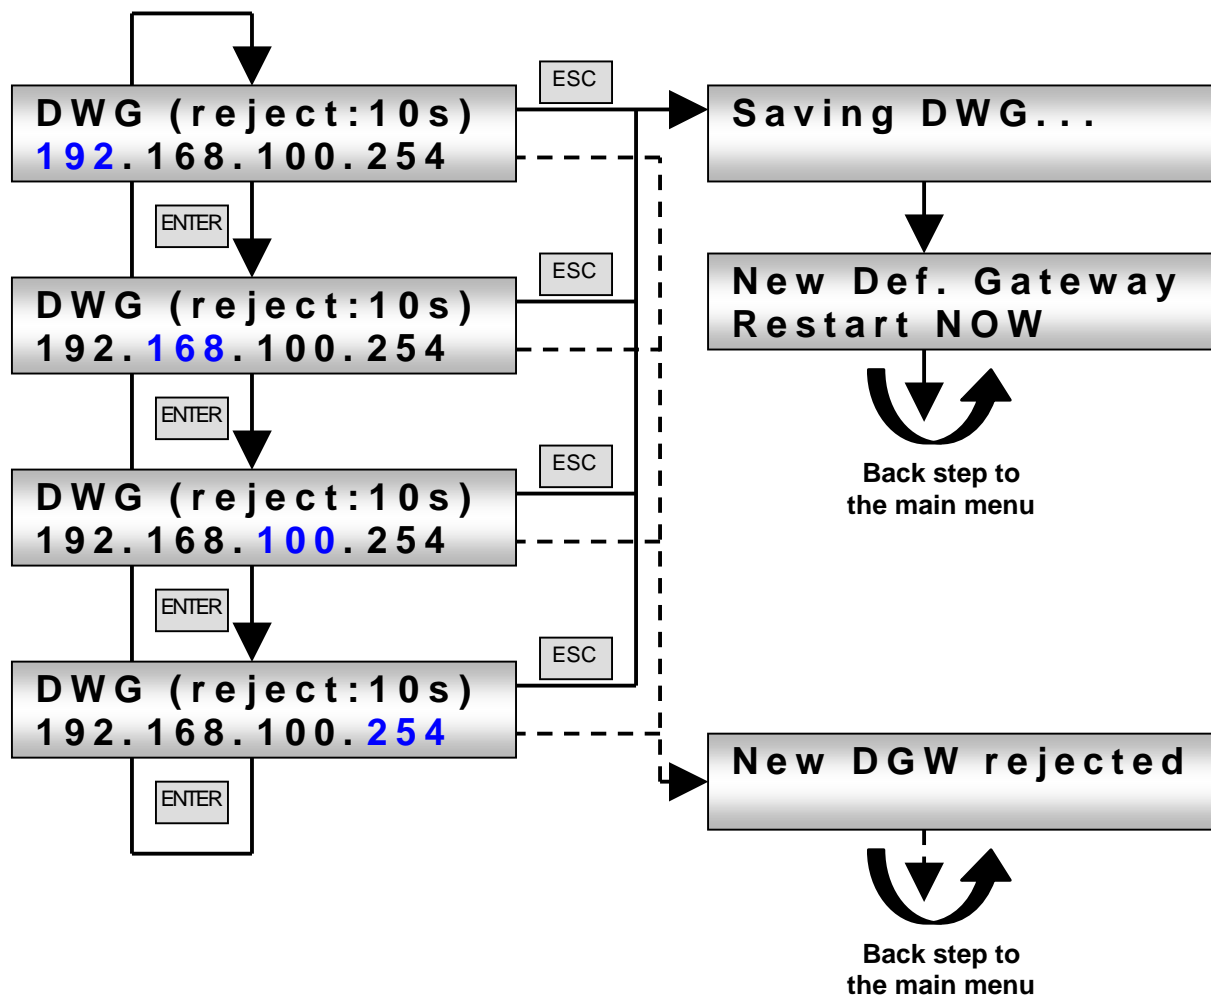 DWG (reject:10s)
192.168.100.254
ESC
ENTER
DWG (reject:10s)
192.168.100.254
ESC
ENTER
DWG (reject:10s)
192.168.100.254
ESC
ENTER
DWG (reject:10s)
192.168.100.254
ESC
ENTER
Saving DWG...
New Def. Gateway
Restart NOW
Back step to
the main menu
New DGW rejected
Back step to
the main menu